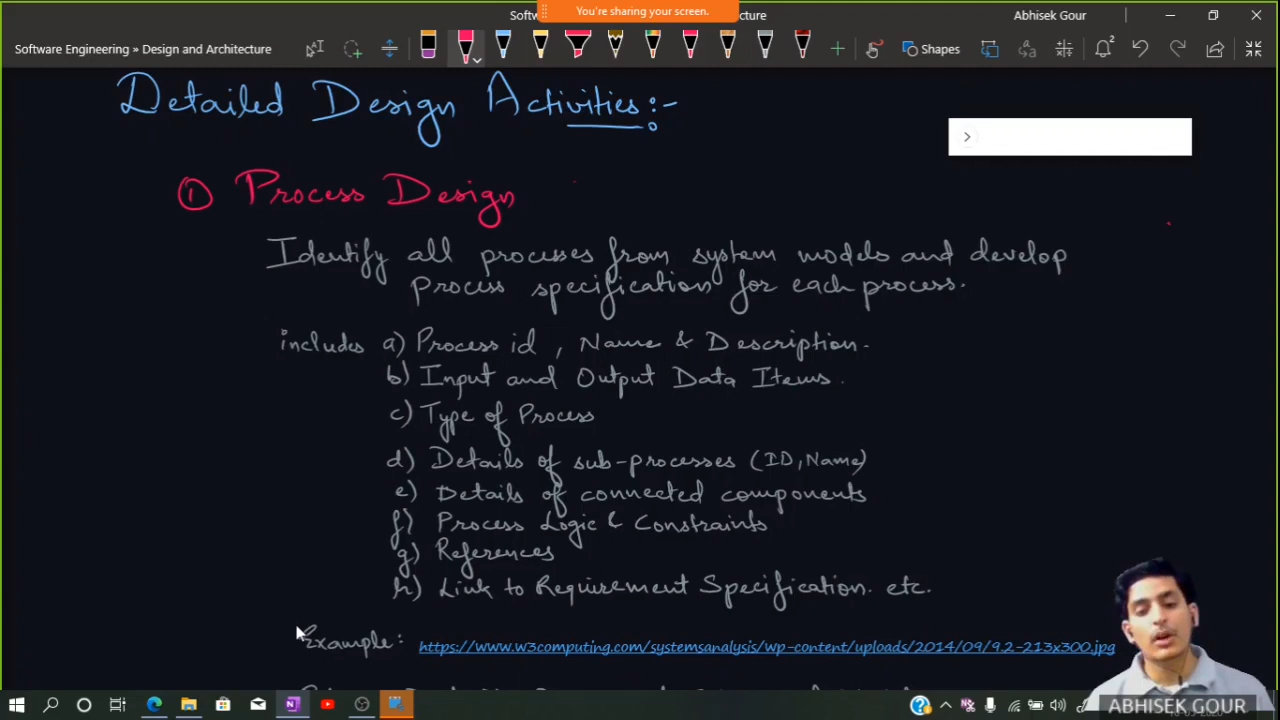 You're sharing your screen.
Softw
ecture
Abhisek Gour
Software Engineering » Design and Architecture
Shapes
Detailed Design Activities:-
① Process Design
Identify all processes from system models and develop
process specification for each process.
includes a) Process id , Name & Description.
b) Input and Output Data Items.
c) Type of Process
d) Details of sub-processes (ID, Name)
e) Details of connected components
f) Process Logic & Constraints
g) References
h) Link to Requirement Specification. etc.
Example: https://www.w3computing.com/systemsanalysis/wp-content/uploads/2014/09/9.2-213x300.jpg
ABHISEK GOUR